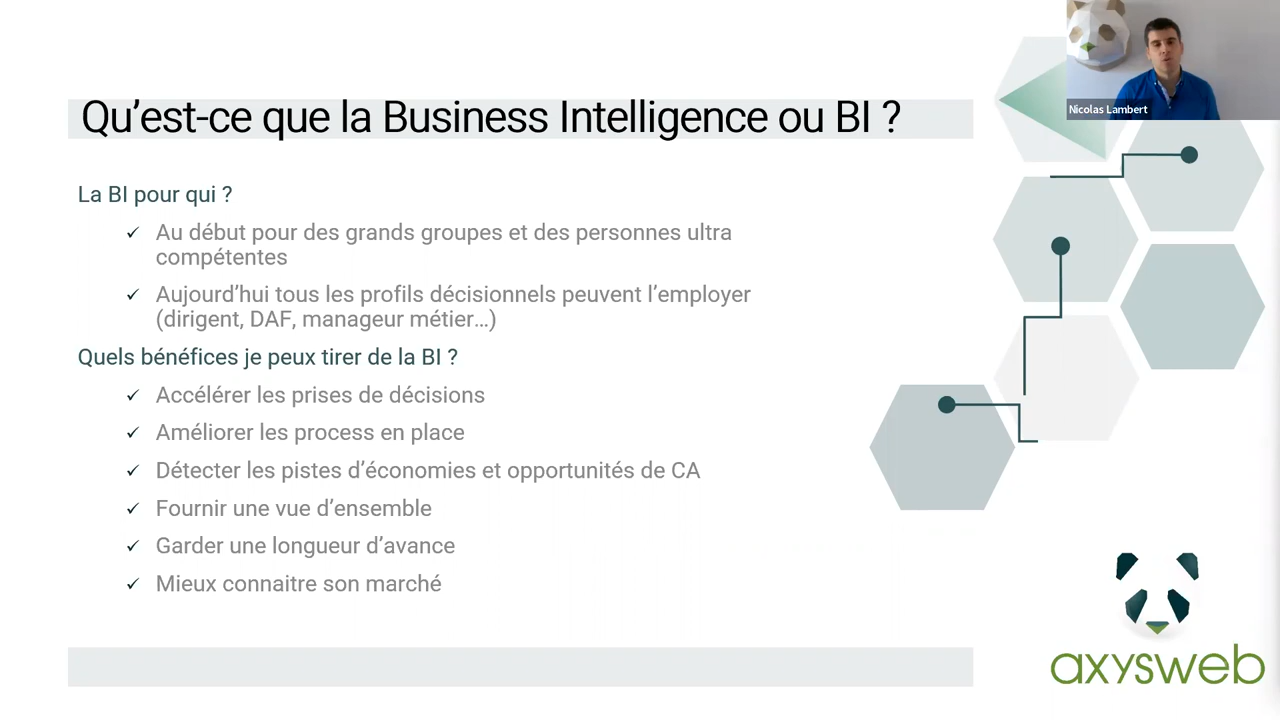 Nicolas Lambert
Qu’est-ce que la Business Intelligence ou BI ?
La BI pour qui ?
✓ Au début pour des grands groupes et des personnes ultra
compétentes
✓ Aujourd’hui tous les profils décisionnels peuvent l’employer
(dirigent, DAF, manageur métier…)
Quels bénéfices je peux tirer de la BI ?
✓ Accélérer les prises de décisions
✓ Améliorer les process en place
✓ Détecter les pistes d’économies et opportunités de CA
✓ Fournir une vue d’ensemble
✓ Garder une longueur d’avance
✓ Mieux connaitre son marché
axysweb